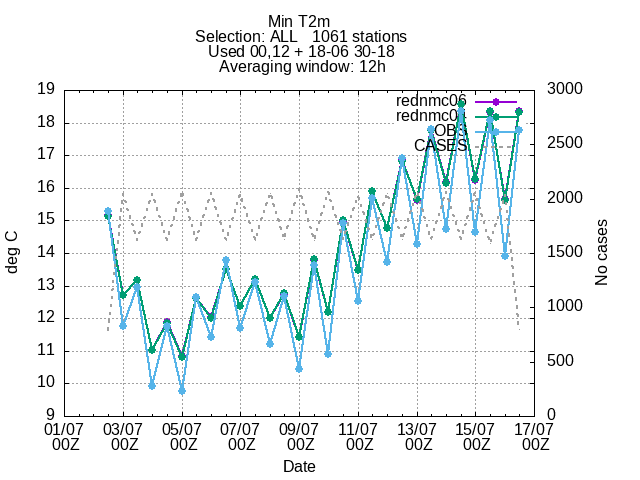 Min T2m
Selection: ALL   1061 stations
Used 00,12 + 18-06 30-18
Averaging window: 12h
19
18
17
16
15
14
13
12
11
10
9
3000
2500
2000
1500
1000
500
0
deg C
No cases
rednmc06
OBS
CASES
01/07 03/07 05/07 07/07 09/07 11/07 13/07 15/07 17/07
00Z 00Z 00Z 00Z 00Z 00Z 00Z 00Z 00Z
Date